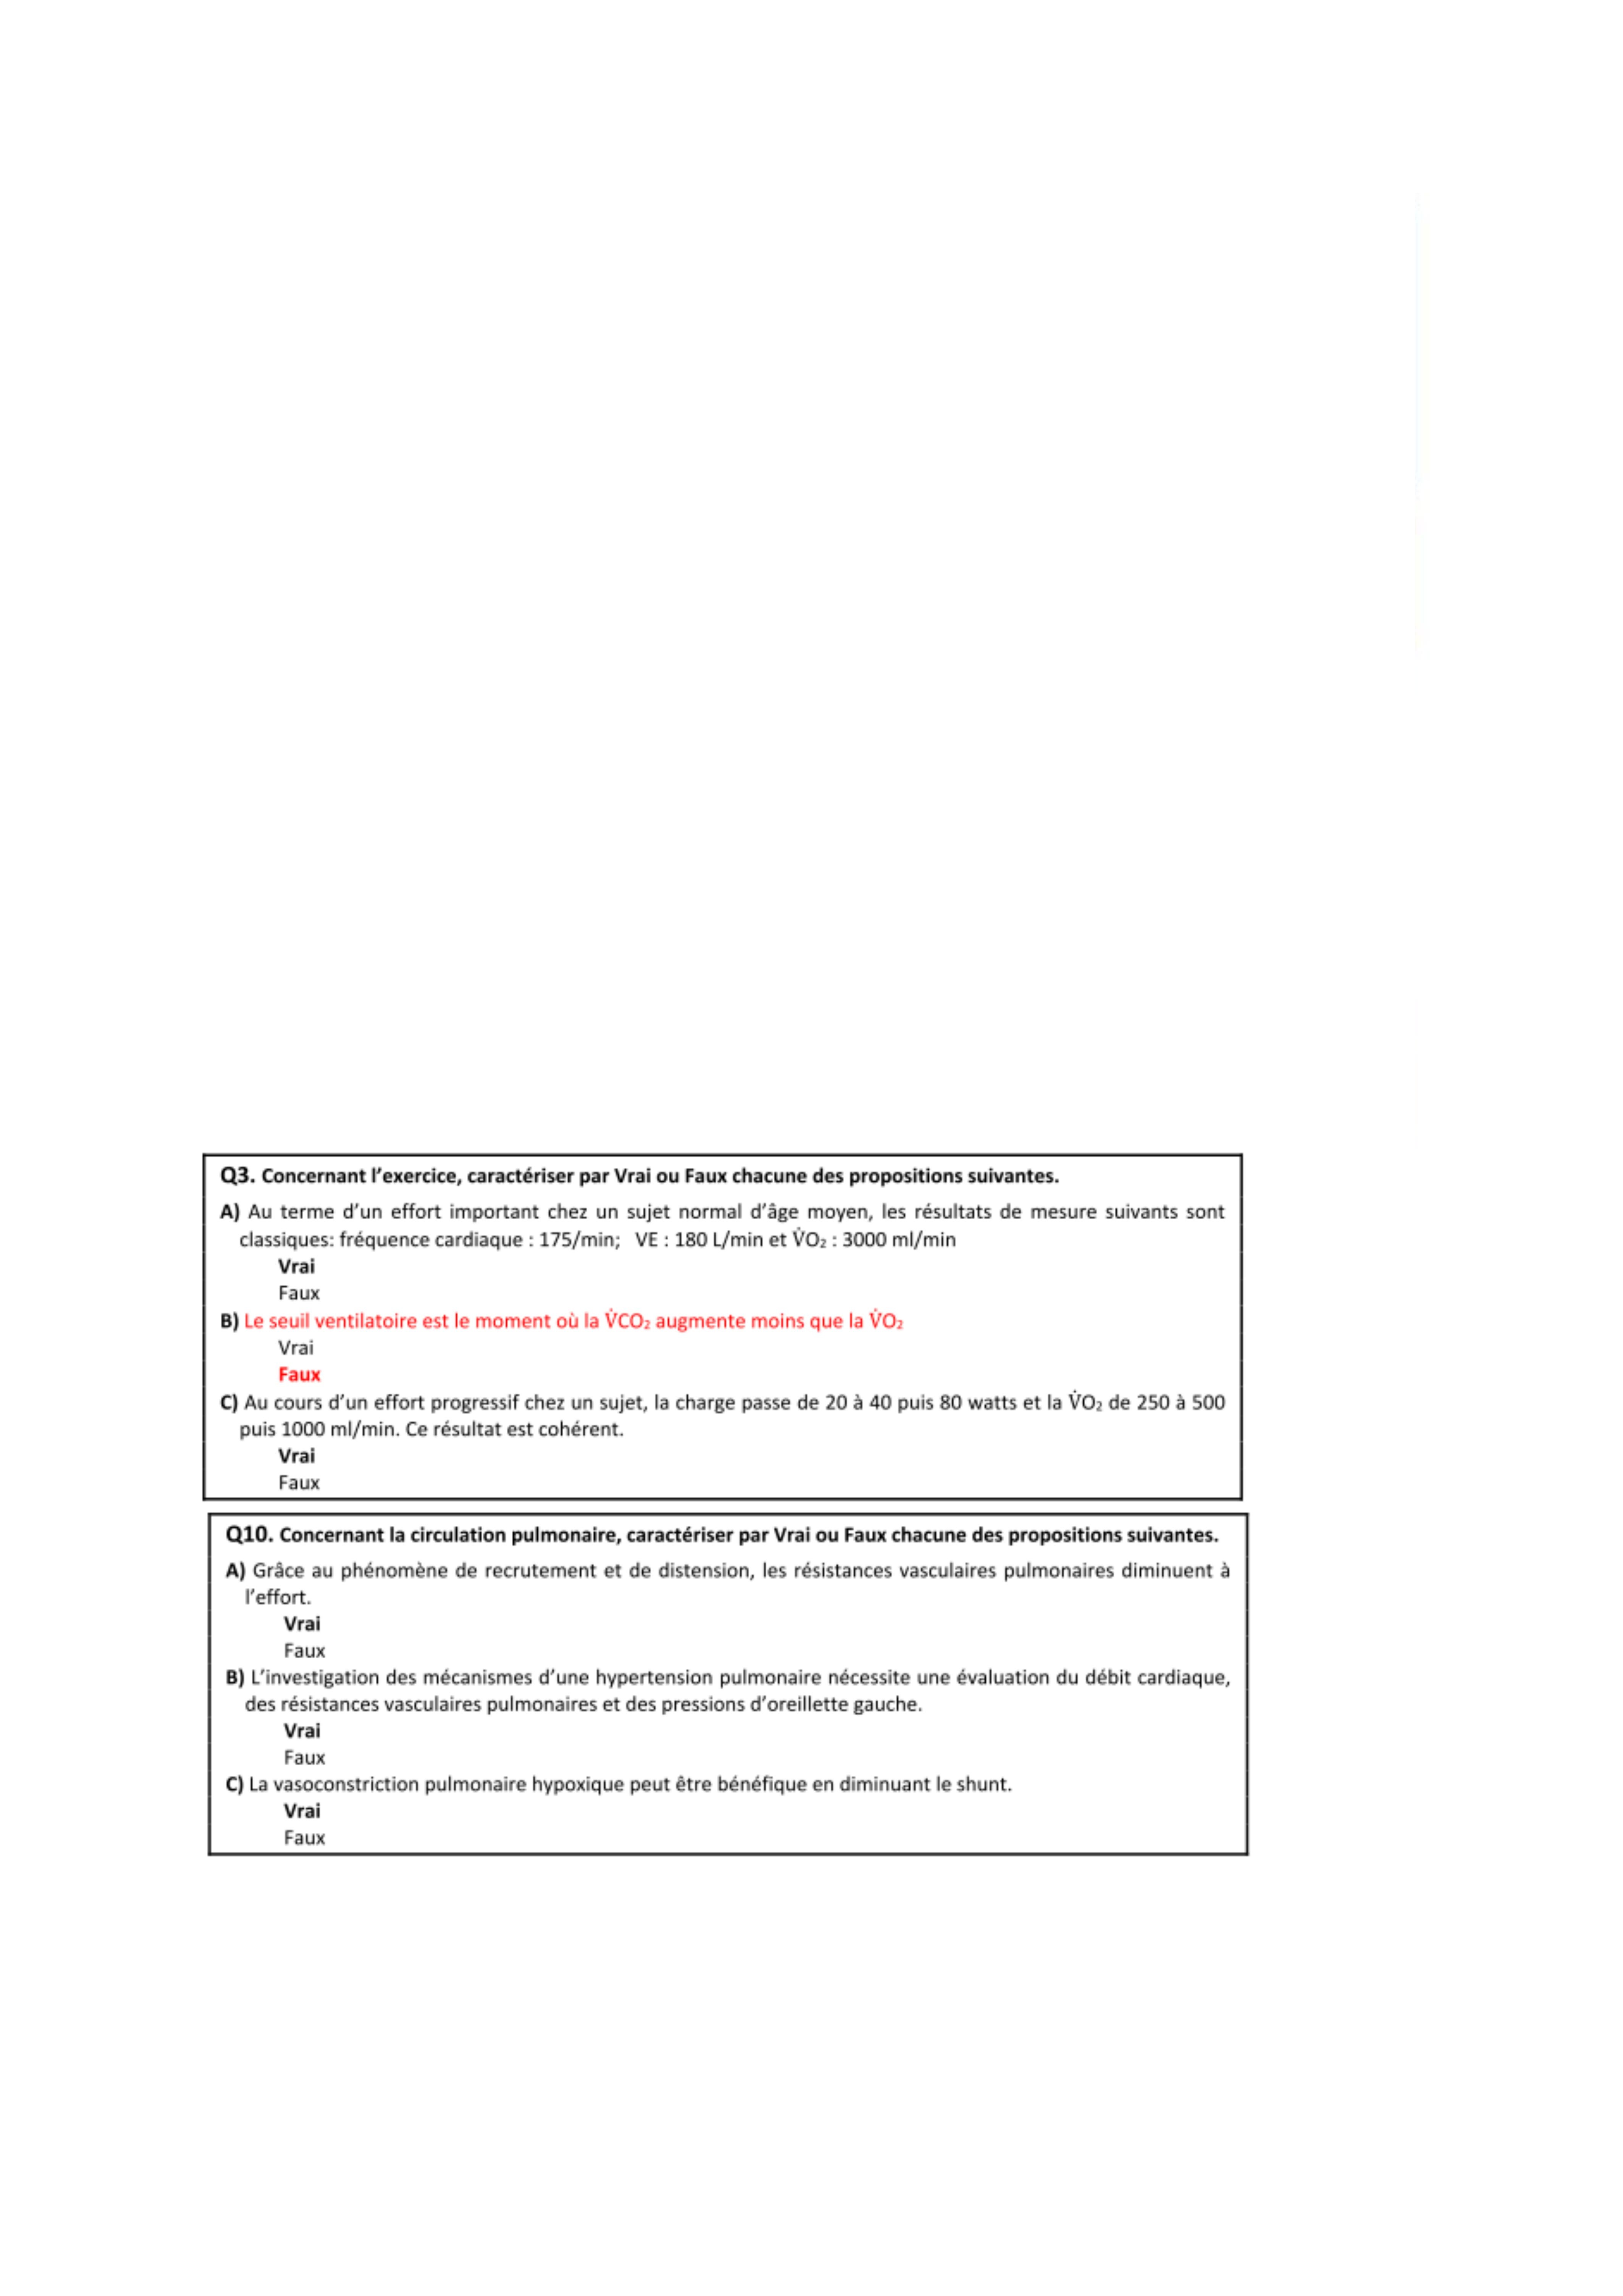 Q3. Concernant l'exercice, caractériser par Vrai ou Faux chacune des propositions suivantes.
A) Au terme d'un effort important chez un sujet normal d'âge moyen, les résultats de mesure suivants sont
classiques: fréquence cardiaque : 175/min; VE : 180 L/min et V̇O₂ : 3000 ml/min
Vrai
Faux
B) Le seuil ventilatoire est le moment où la V̇CO₂ augmente moins que la V̇O₂
Vrai
Faux
C) Au cours d'un effort progressif chez un sujet, la charge passe de 20 à 40 puis 80 watts et la V̇O₂ de 250 à 500
puis 1000 ml/min. Ce résultat est cohérent.
Vrai
Faux
Q10. Concernant la circulation pulmonaire, caractériser par Vrai ou Faux chacune des propositions suivantes.
A) Grâce au phénomène de recrutement et de distension, les résistances vasculaires pulmonaires diminuent à
l'effort.
Vrai
Faux
B) L'investigation des mécanismes d'une hypertension pulmonaire nécessite une évaluation du débit cardiaque,
des résistances vasculaires pulmonaires et des pressions d'oreillette gauche.
Vrai
Faux
C) La vasoconstriction pulmonaire hypoxique peut être bénéfique en diminuant le shunt.
Vrai
Faux